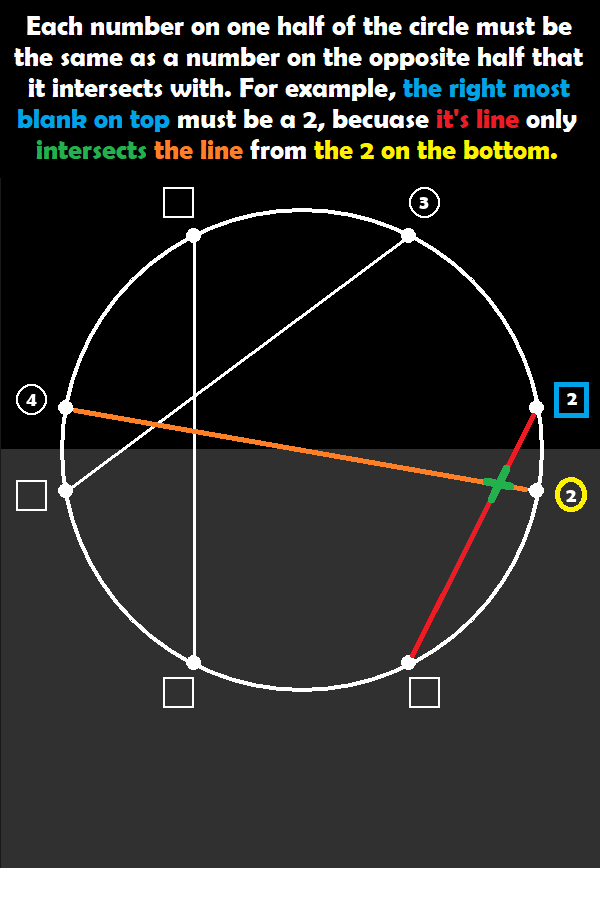 Each number on one half of the circle must be
the same as a number on the opposite half that
it intersects with. For example, the right most
blank on top must be a 2, becuase it's line only
intersects the line from the 2 on the bottom.
3
4
2
2